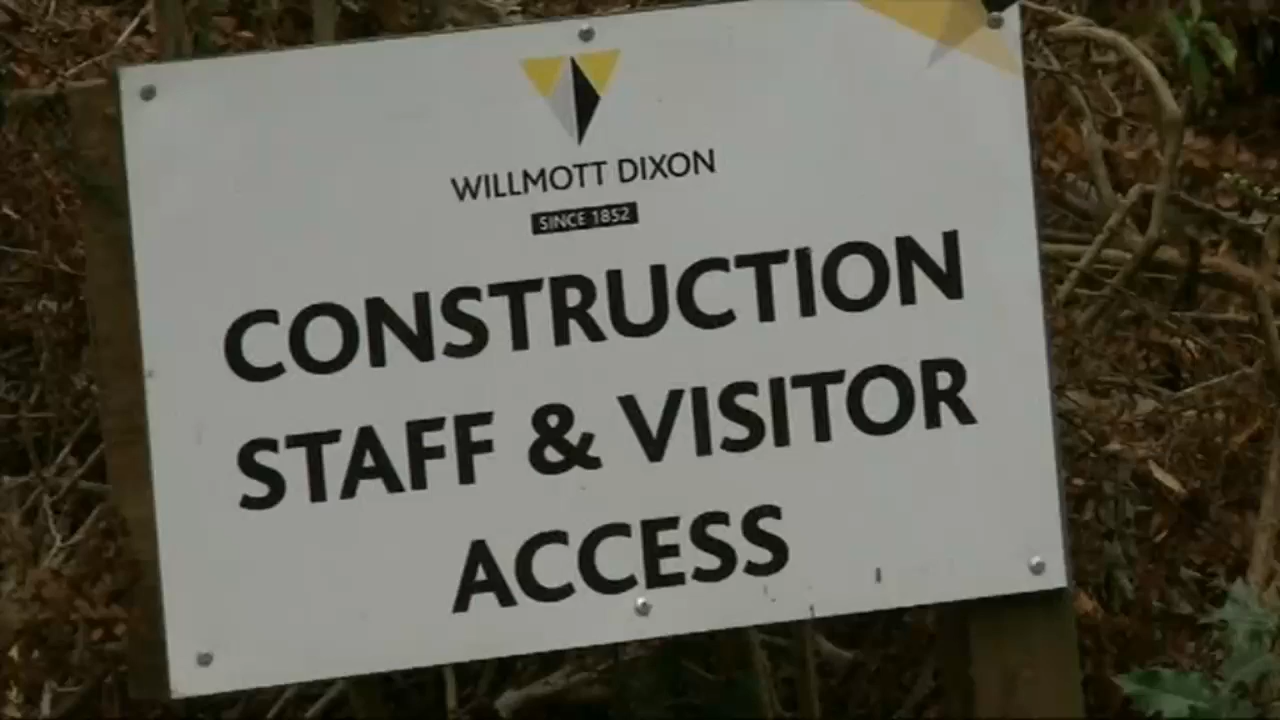 WILLMOTT DIXON
SINCE 1852
CONSTRUCTION
STAFF & VISITOR
ACCESS